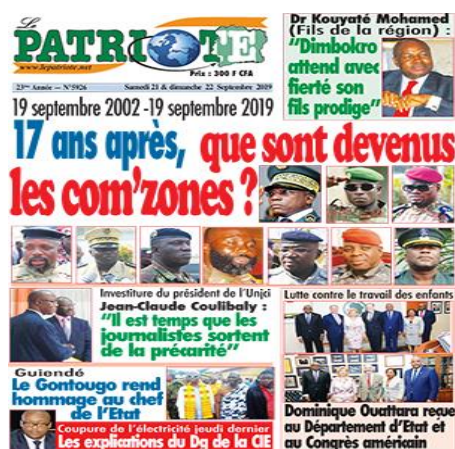 Le
PATRIOTE
www.lepatriote.net
Prix : 300 F CFA
23ème Année — N°5926
Samedi 21 & dimanche 22 Septembre 2019
Dr Kouyaté Mohamed
(Fils de la région) :
“Dimbokro
attend avec
fierté son
fils prodige”
19 septembre 2002 -19 septembre 2019
17 ans après, que sont devenus
les com’zones ?
Investiture du président de l’Unjci
Jean-Claude Coulibaly :
“Il est temps que les
journalistes sortent
de la précarité”
Lutte contre le travail des enfants
Guiendé
Le Gontougo rend
hommage au chef
de l’Etat
Coupure de l’électricité jeudi dernier
Les explications du Dg de la CIE
Dominique Ouattara reçue
au Département d’Etat et
au Congrès américain